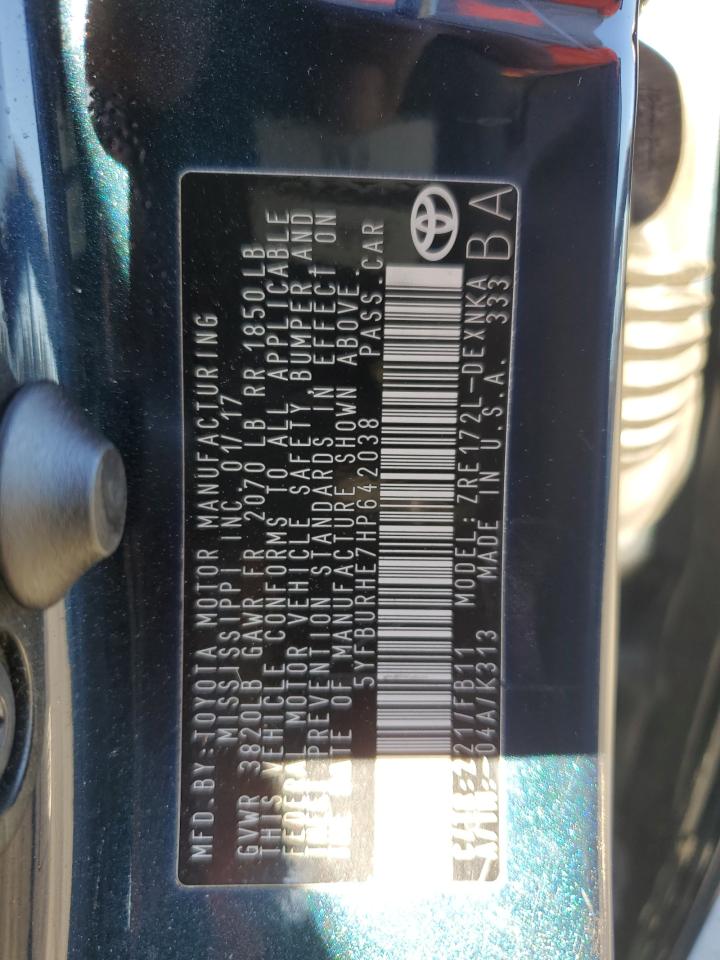 MFD.BY:TOYOTA MOTOR MANUFACTURING
MISSISSIPPI INC. 01/17
GVWR 3820LB GAWR FR 2070 LB RR 1850LB
THIS VEHICLE CONFORMS TO ALL APPLICABLE
FEDERAL MOTOR VEHICLE SAFETY, BUMPER AND
THEFT PREVENTION STANDARDS IN EFFECT ON
THE DATE OF MANUFACTURE SHOWN ABOVE.
5YFBURHE7HP642038 PASS.CAR
221/FB11 MODEL: ZRE172L-DEXNKA
04A/K313 MADE IN U.S.A. 333
BA